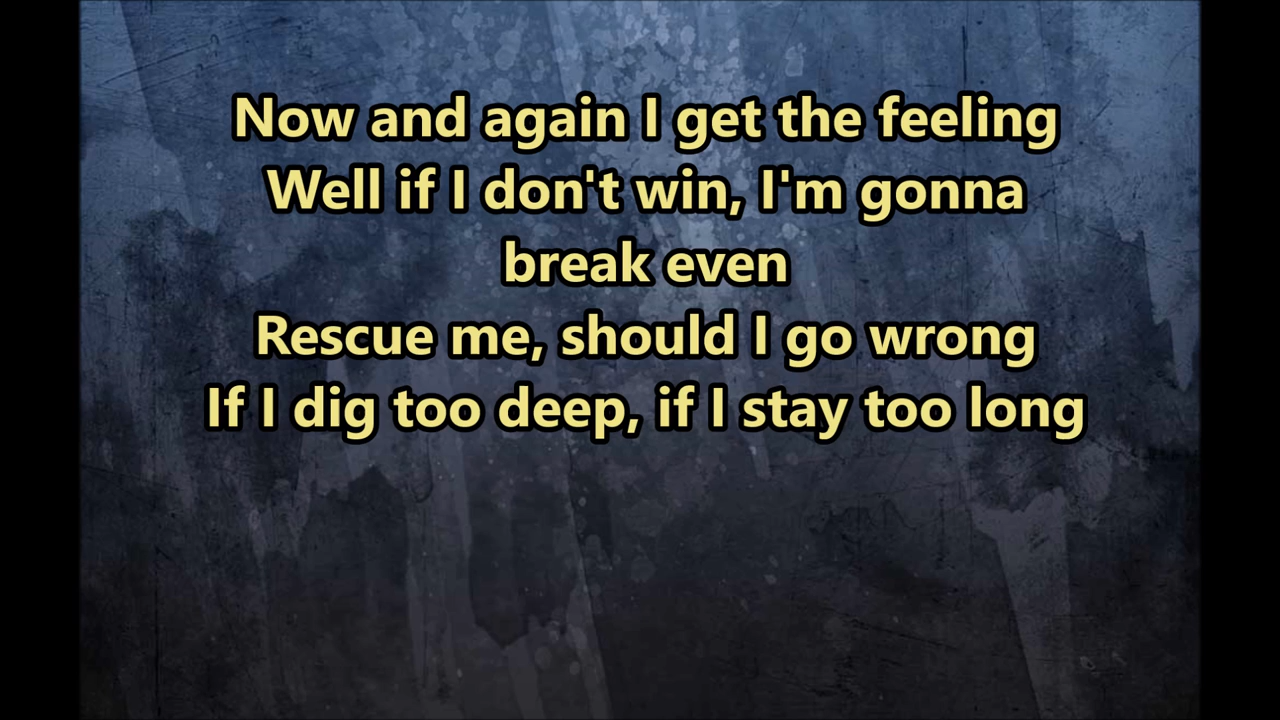 Now and again I get the feeling
Well if I don't win, I'm gonna
break even
Rescue me, should I go wrong
If I dig too deep, if I stay too long